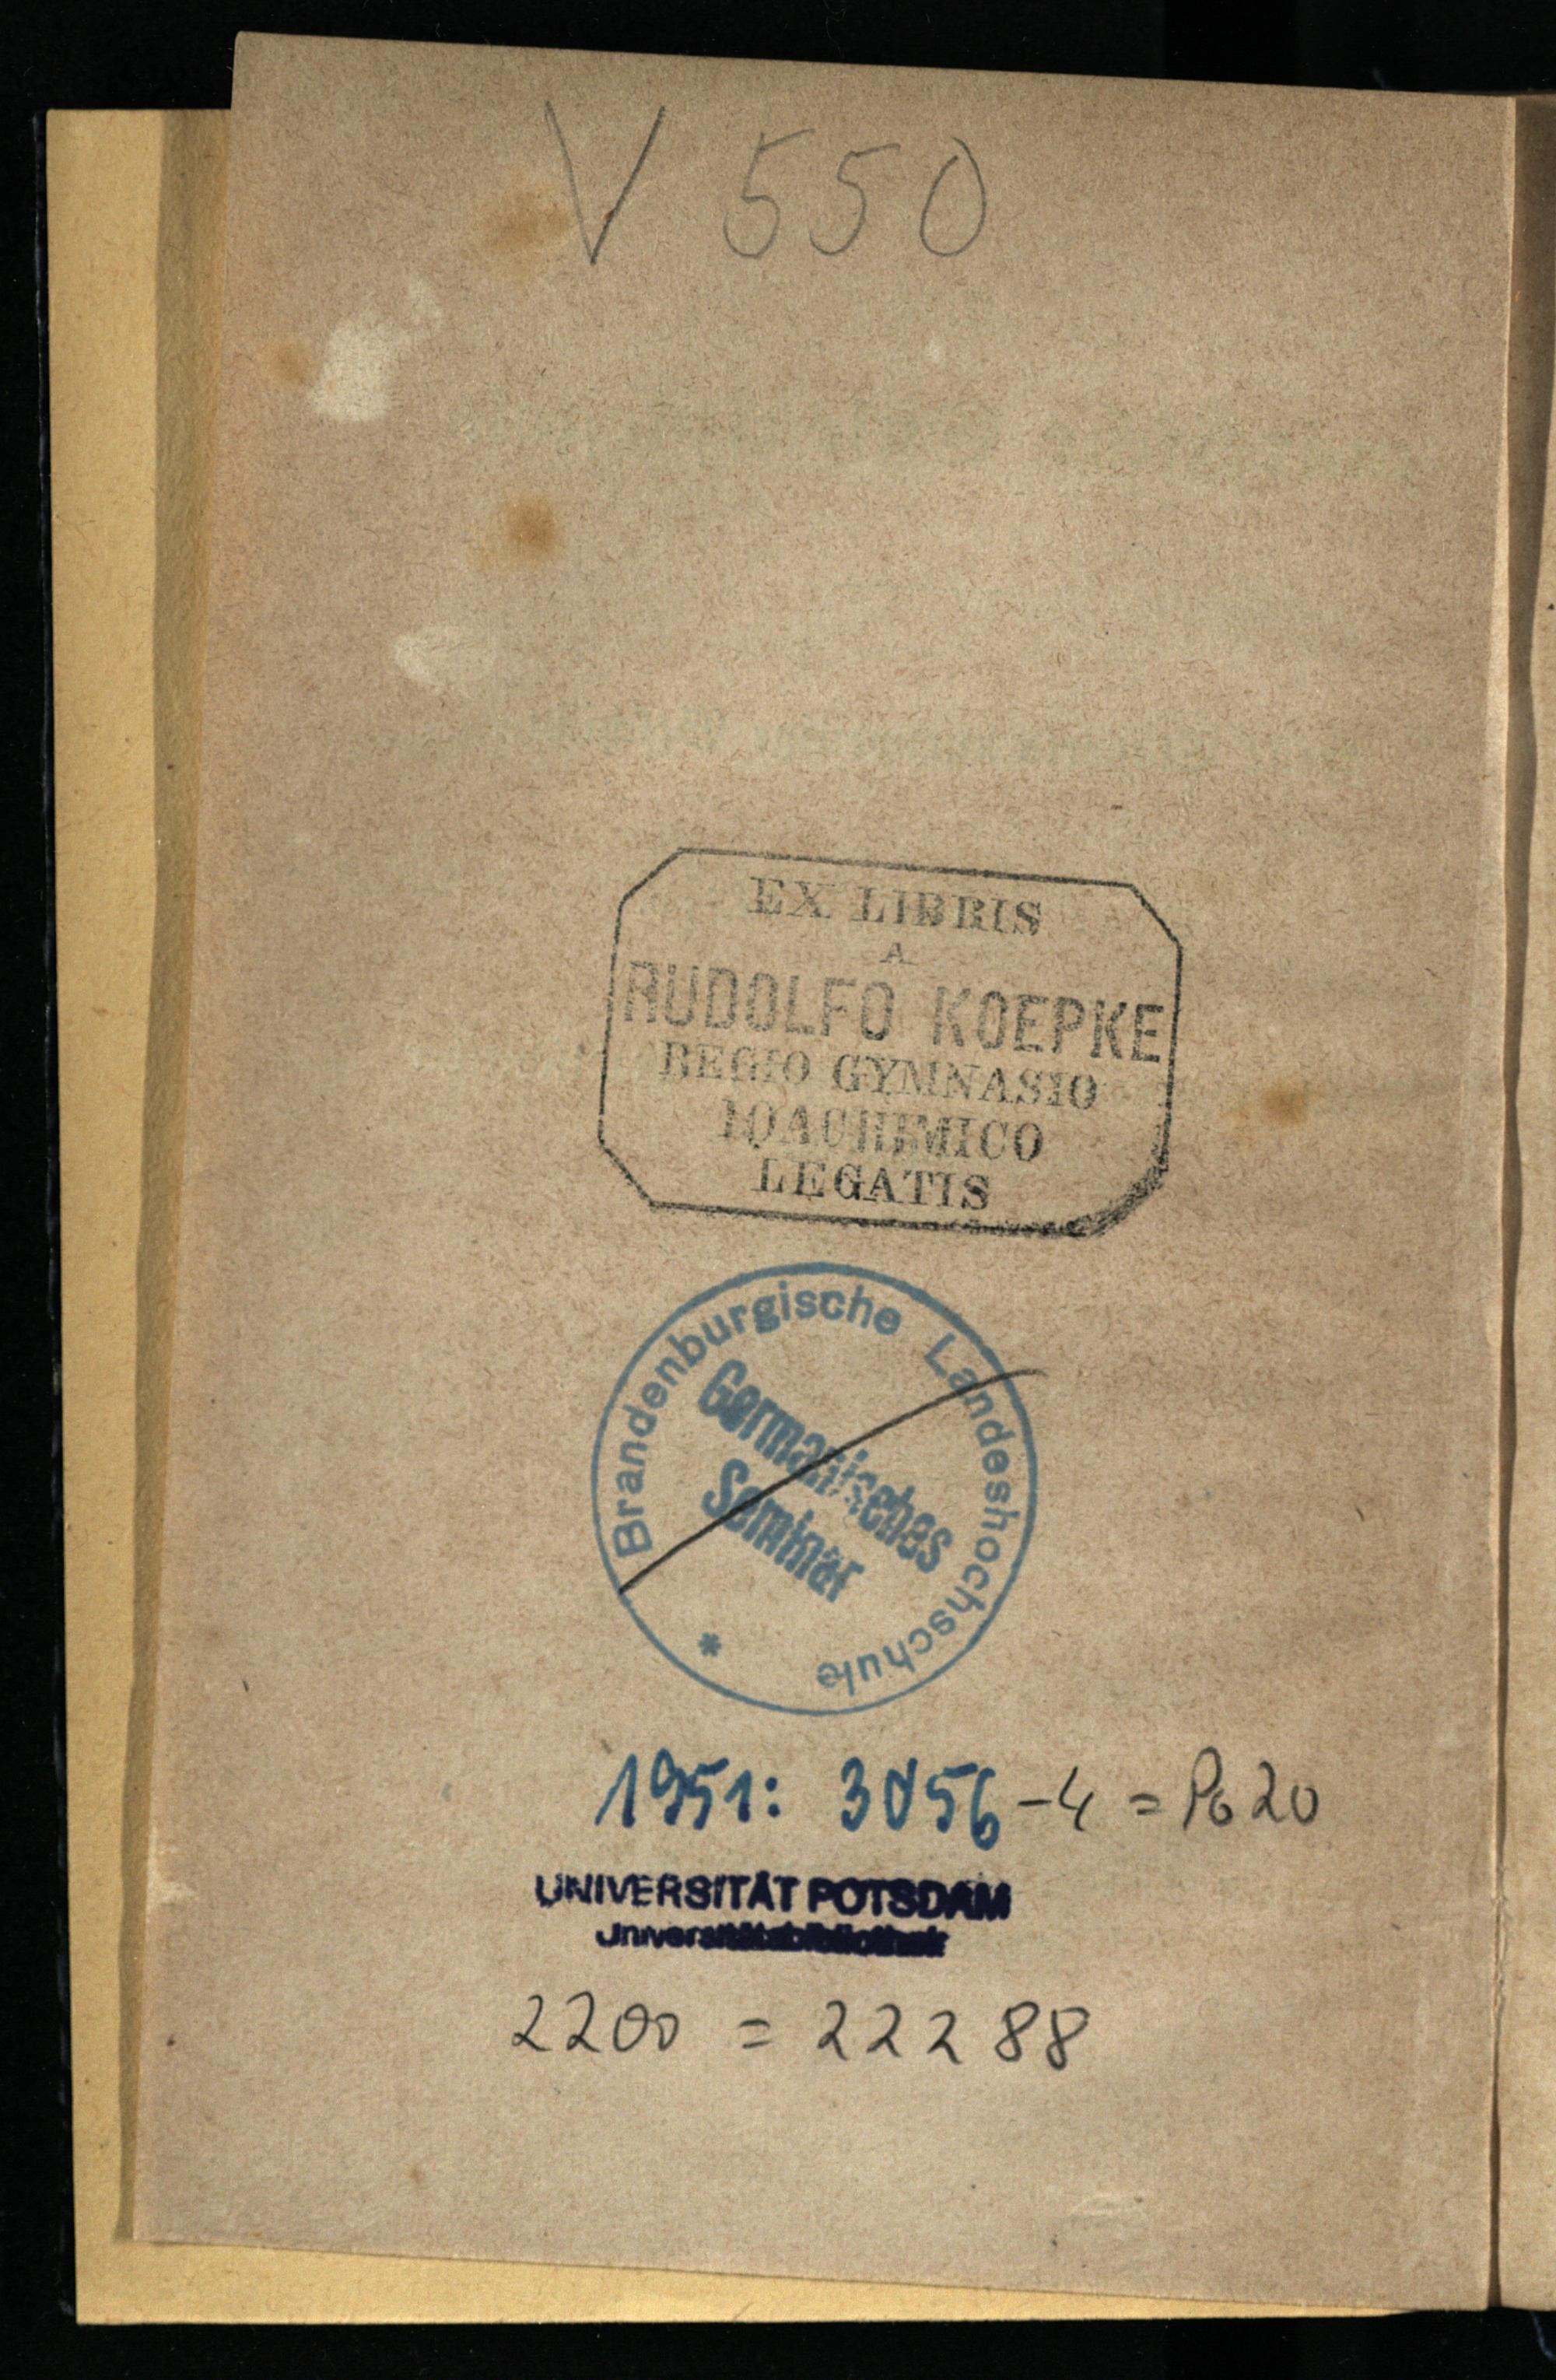 V 550
EX LIBRIS
A
RUDOLFO KOEPKE
REGIO GYMNASIO
IOACHIMICO
LEGATIS
Brandenburgische Landeshochschule *
Germanisches
Seminar
1951: 3056-4 = Po 20
UNIVERSITÄT POTSDAM
Universitätsbibliothek
2200 = 22288